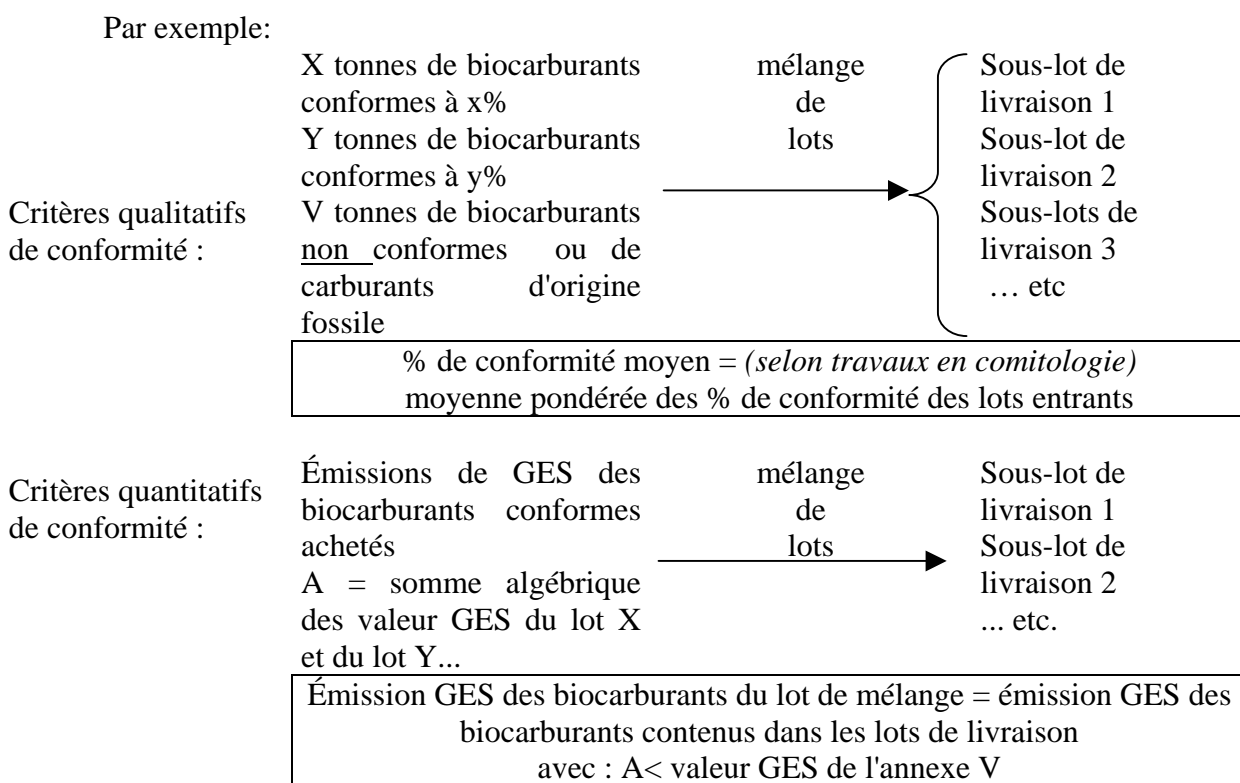 Par exemple:
Critères qualitatifs
de conformité :
X tonnes de biocarburants
conformes à x%
Y tonnes de biocarburants
conformes à y%
V tonnes de biocarburants
non conformes ou de
carburants d'origine
fossile
mélange
de
lots
Sous-lot de
livraison 1
Sous-lot de
livraison 2
Sous-lots de
livraison 3
… etc
% de conformité moyen = (selon travaux en comitologie)
moyenne pondérée des % de conformité des lots entrants
Critères quantitatifs
de conformité :
Émissions de GES des
biocarburants conformes
achetés
A = somme algébrique
des valeur GES du lot X
et du lot Y...
mélange
de
lots
Sous-lot de
livraison 1
Sous-lot de
livraison 2
... etc.
Émission GES des biocarburants du lot de mélange = émission GES des
biocarburants contenus dans les lots de livraison
avec : A< valeur GES de l'annexe V